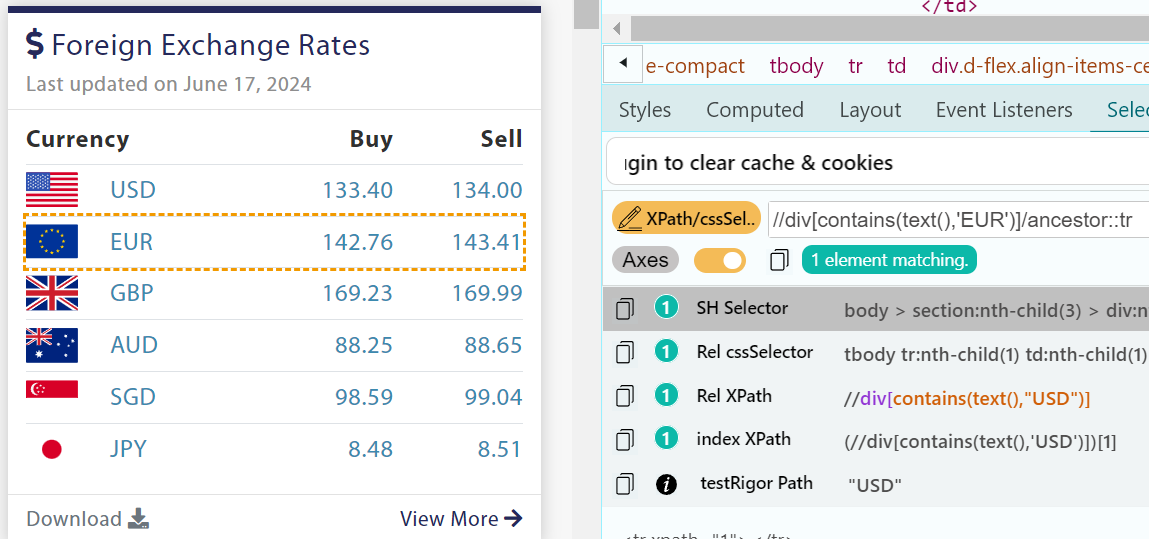 $ Foreign Exchange Rates
Last updated on June 17, 2024
Currency Buy Sell
USD 133.40 134.00
EUR 142.76 143.41
GBP 169.23 169.99
AUD 88.25 88.65
SGD 98.59 99.04
JPY 8.48 8.51
Download View More
</td>
e-compact tbody tr td div.d-flex.align-items-ce
Styles Computed Layout Event Listeners Selec
ugin to clear cache & cookies
XPath/cssSel.. //div[contains(text(),'EUR')]/ancestor::tr
Axes 1 element matching.
1 SH Selector body > section:nth-child(3) > div:n
1 Rel cssSelector tbody tr:nth-child(1) td:nth-child(1)
1 Rel XPath //div[contains(text(),"USD")]
1 index XPath (//div[contains(text(),'USD')])[1]
i testRigor Path "USD"